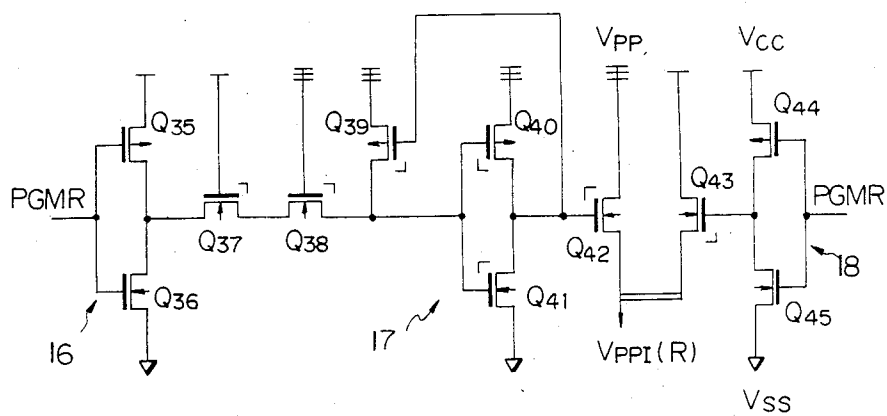 VPP
VCC
Q35
Q39
Q40
Q44
PGMR
Q43
PGMR
Q37
Q38
Q42
Q36
Q41
Q45
18
16
17
VPPI(R)
VSS